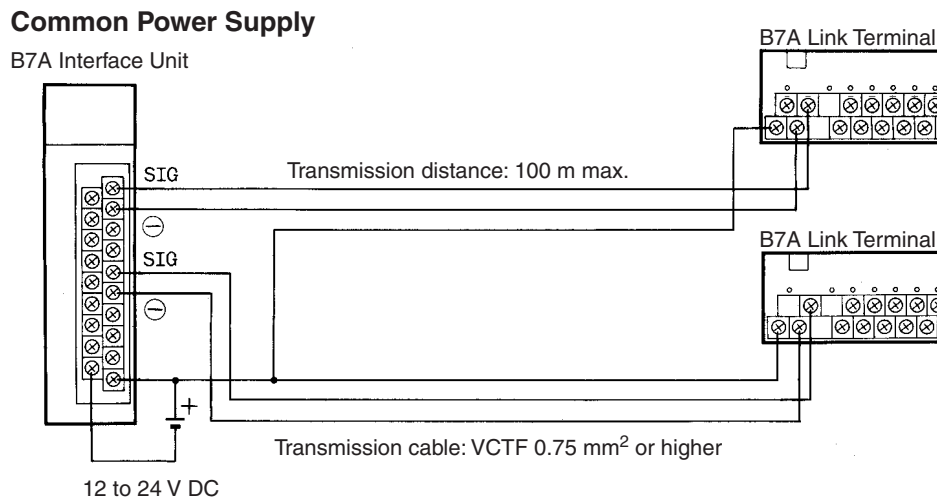 Common Power Supply
B7A Interface Unit
B7A Link Terminal
SIG
Transmission distance: 100 m max.
⊖
SIG
B7A Link Terminal
⊖
+
Transmission cable: VCTF 0.75 mm² or higher
12 to 24 V DC